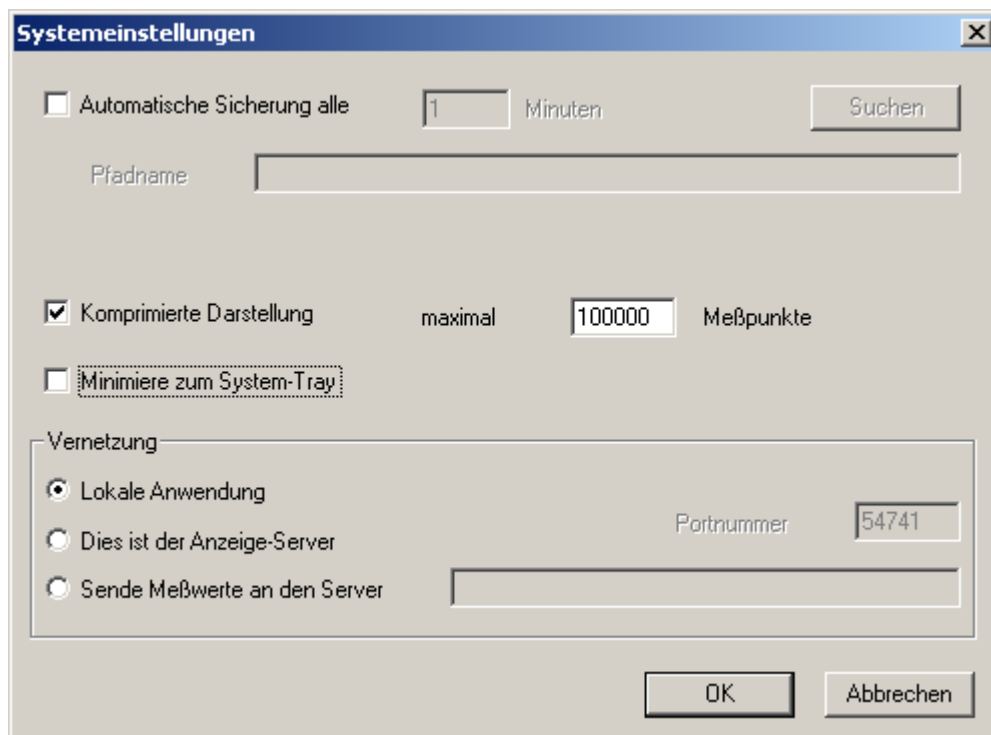 Systemeinstellungen
Automatische Sicherung alle 1 Minuten Suchen
Pfadname
Komprimierte Darstellung maximal 100000 Meßpunkte
Minimiere zum System-Tray
Vernetzung
Lokale Anwendung
Portnummer 54741
Dies ist der Anzeige-Server
Sende Meßwerte an den Server
OK Abbrechen